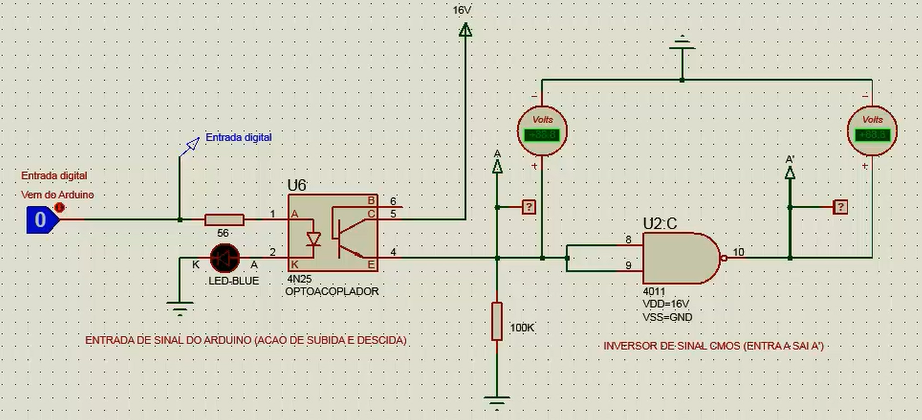 16V
Volts
Volts
Entrada digital
A
A'
Entrada digital
Vem do Arduino
U6
B
6
?
?
0
1
A
C
5
U2:C
56
8
K
A
2
K
E
4
9
10
LED-BLUE
4N25
OPTOACOPLADOR
4011
VDD=16V
VSS=GND
100K
ENTRADA DE SINAL DO ARDUINO (ACAO DE SUBIDA E DESCIDA)
INVERSOR DE SINAL CMOS (ENTRA A SAI A')